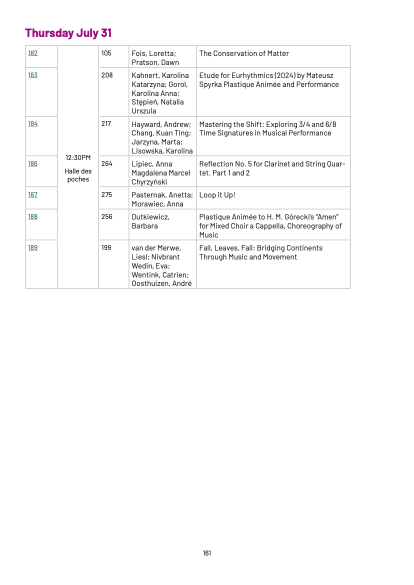 Thursday July 31
182
105
Fois, Loretta;
Pratson, Dawn
The Conservation of Matter
183
208
Kahnert, Karolina
Katarzyna; Gorol,
Karolina Anna;
Stępień, Natalia
Urszula
Etude for Eurhythmics (2024) by Mateusz
Spyrka Plastique Animée and Performance
184
217
Hayward, Andrew;
Chang, Kuan Ting;
Jarzyna, Marta;
Lisowska, Karolina
Mastering the Shift: Exploring 3/4 and 6/8
Time Signatures in Musical Performance
12:30PM
Halle des
poches
186
264
Lipiec, Anna
Magdalena Marcel
Chyrzyński
Reflection No. 5 for Clarinet and String Quar-
tet. Part 1 and 2
187
275
Pasternak, Anetta;
Morawiec, Anna
Loop it Up!
188
256
Dutkiewicz,
Barbara
Plastique Animée to H. M. Górecki's "Amen"
for Mixed Choir a Cappella, Choreography of
Music
189
199
van der Merwe,
Liesl; Nivbrant
Wedin, Eva;
Wentink, Catrien;
Oosthuizen, André
Fall, Leaves, Fall: Bridging Continents
Through Music and Movement
161